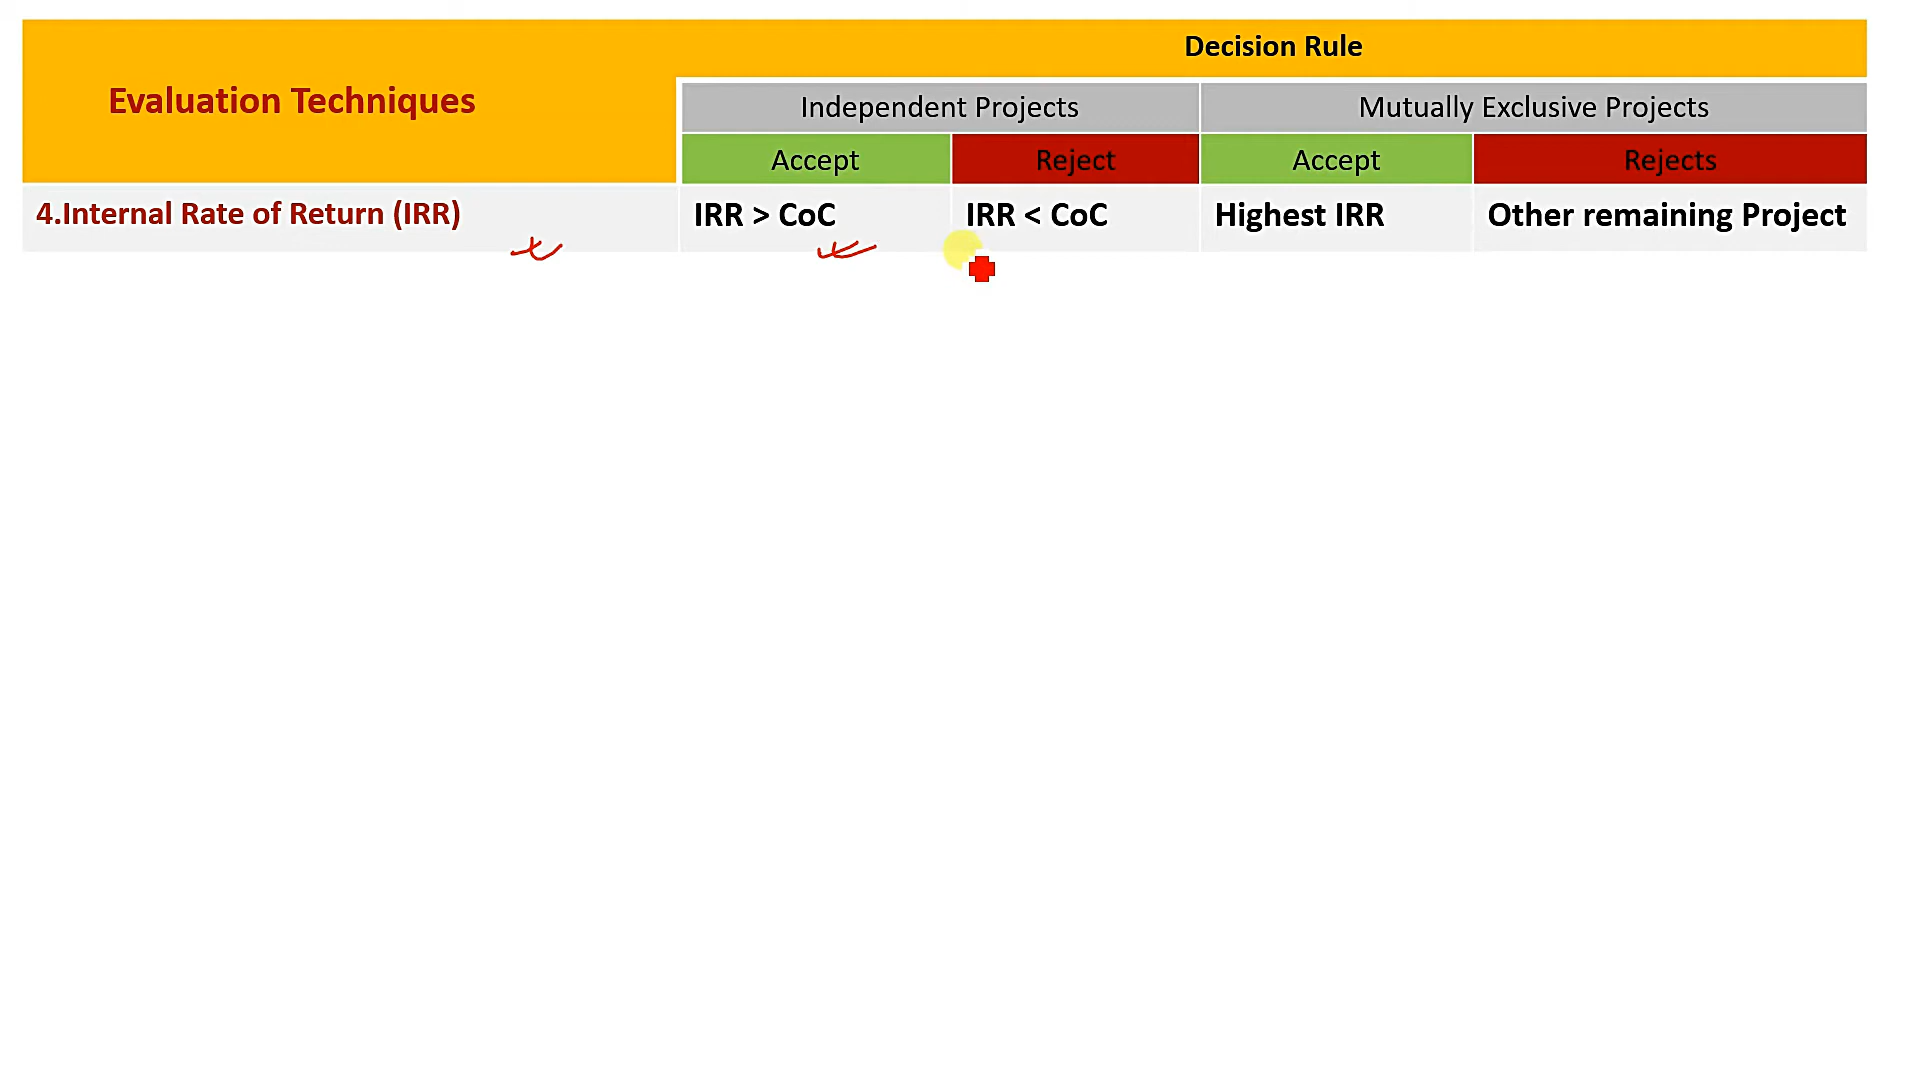 Decision Rule
Evaluation Techniques
Independent Projects
Mutually Exclusive Projects
Accept
Reject
Accept
Rejects
4.Internal Rate of Return (IRR)
IRR > CoC
IRR < CoC
Highest IRR
Other remaining Project